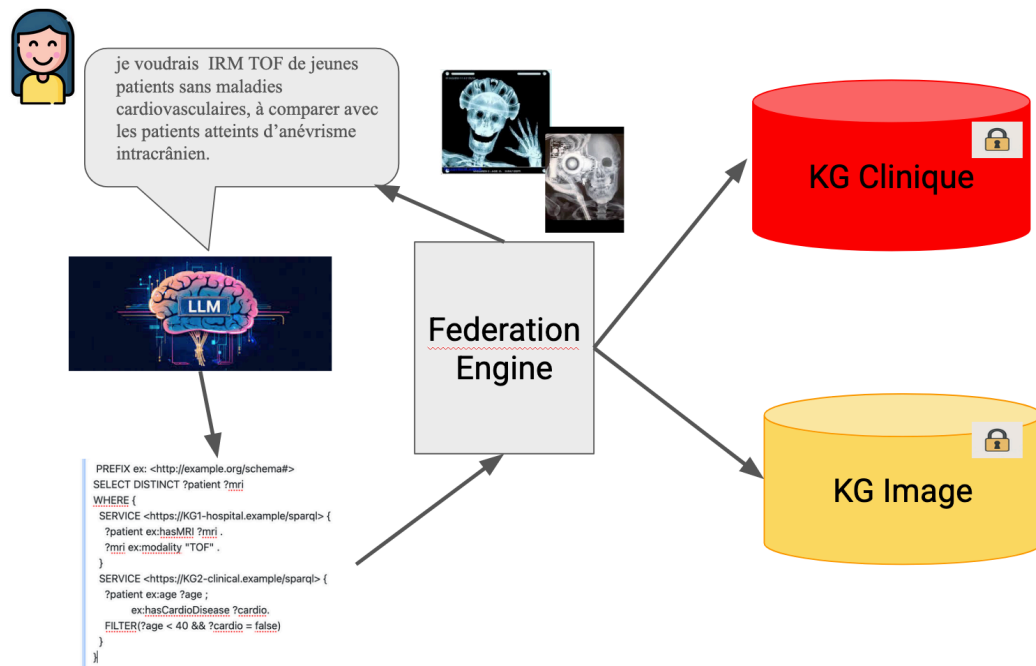 je voudrais  IRM TOF de jeunes
patients sans maladies
cardiovasculaires, à comparer avec
les patients atteints d’anévrisme
intracrânien.
LLM
PREFIX ex: <http://example.org/schema#>
SELECT DISTINCT ?patient ?mri
WHERE {
  SERVICE <https://KG1-hospital.example/sparql> {
    ?patient ex:hasMRI ?mri .
    ?mri ex:modality "TOF" .
  }
  SERVICE <https://KG2-clinical.example/sparql> {
    ?patient ex:age ?age ;
             ex:hasCardioDisease ?cardio.
    FILTER(?age < 40 && ?cardio = false)
  }
}
Federation
Engine
KG Clinique
KG Image